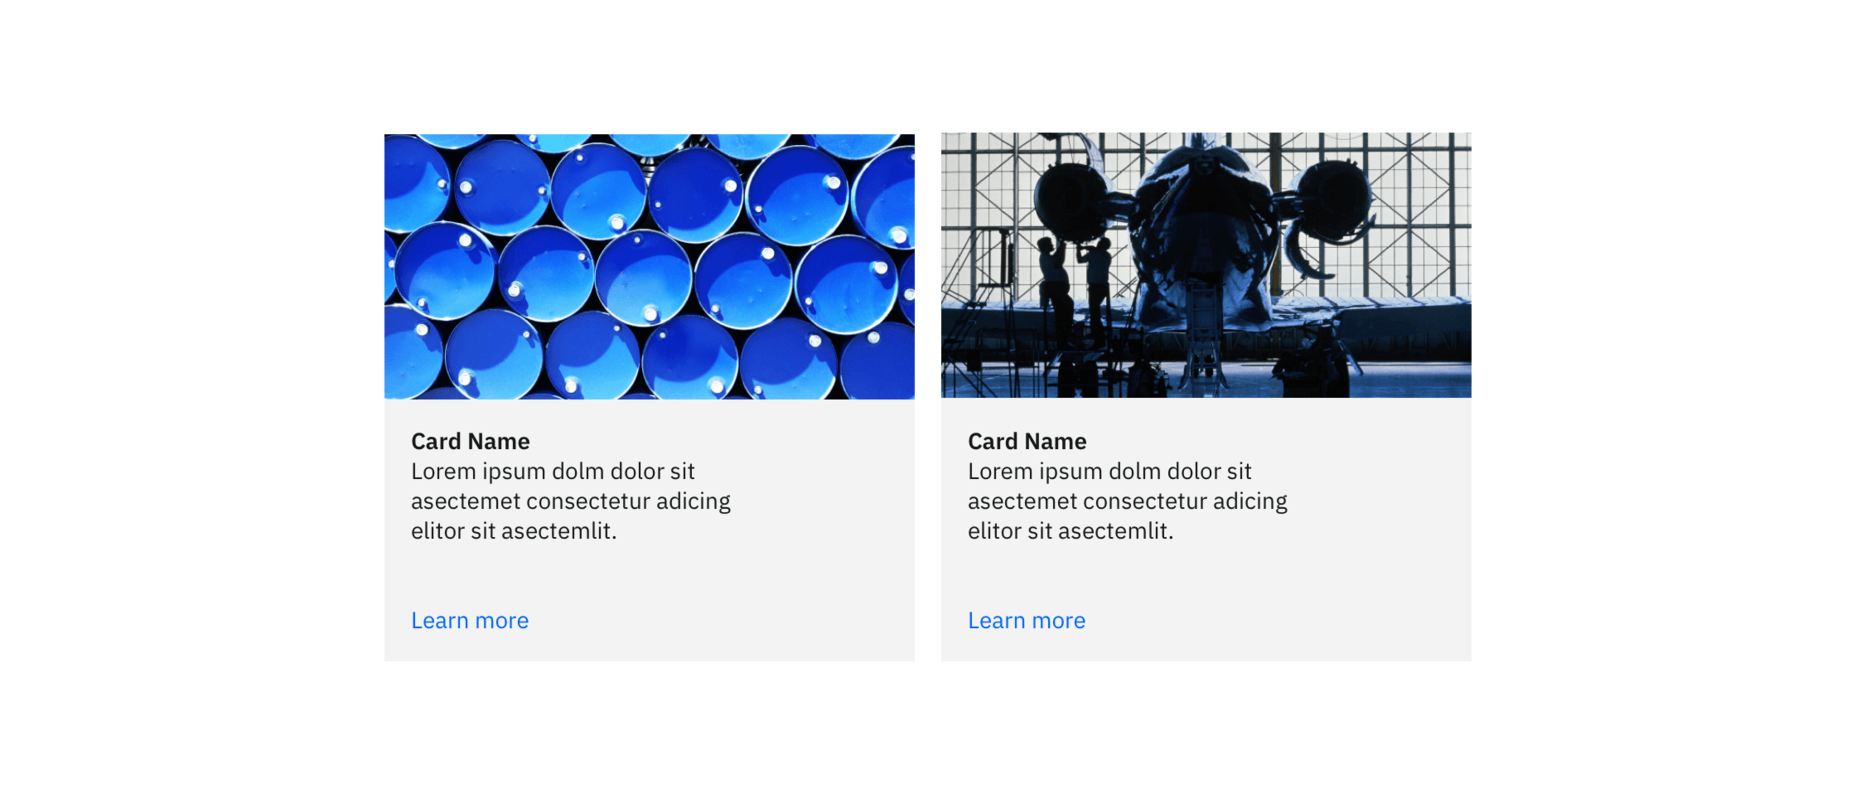 Card Name
Lorem ipsum dolm dolor sit
asectemet consectetur adicing
elitor sit asectemlit.
Learn more
Card Name
Lorem ipsum dolm dolor sit
asectemet consectetur adicing
elitor sit asectemlit.
Learn more